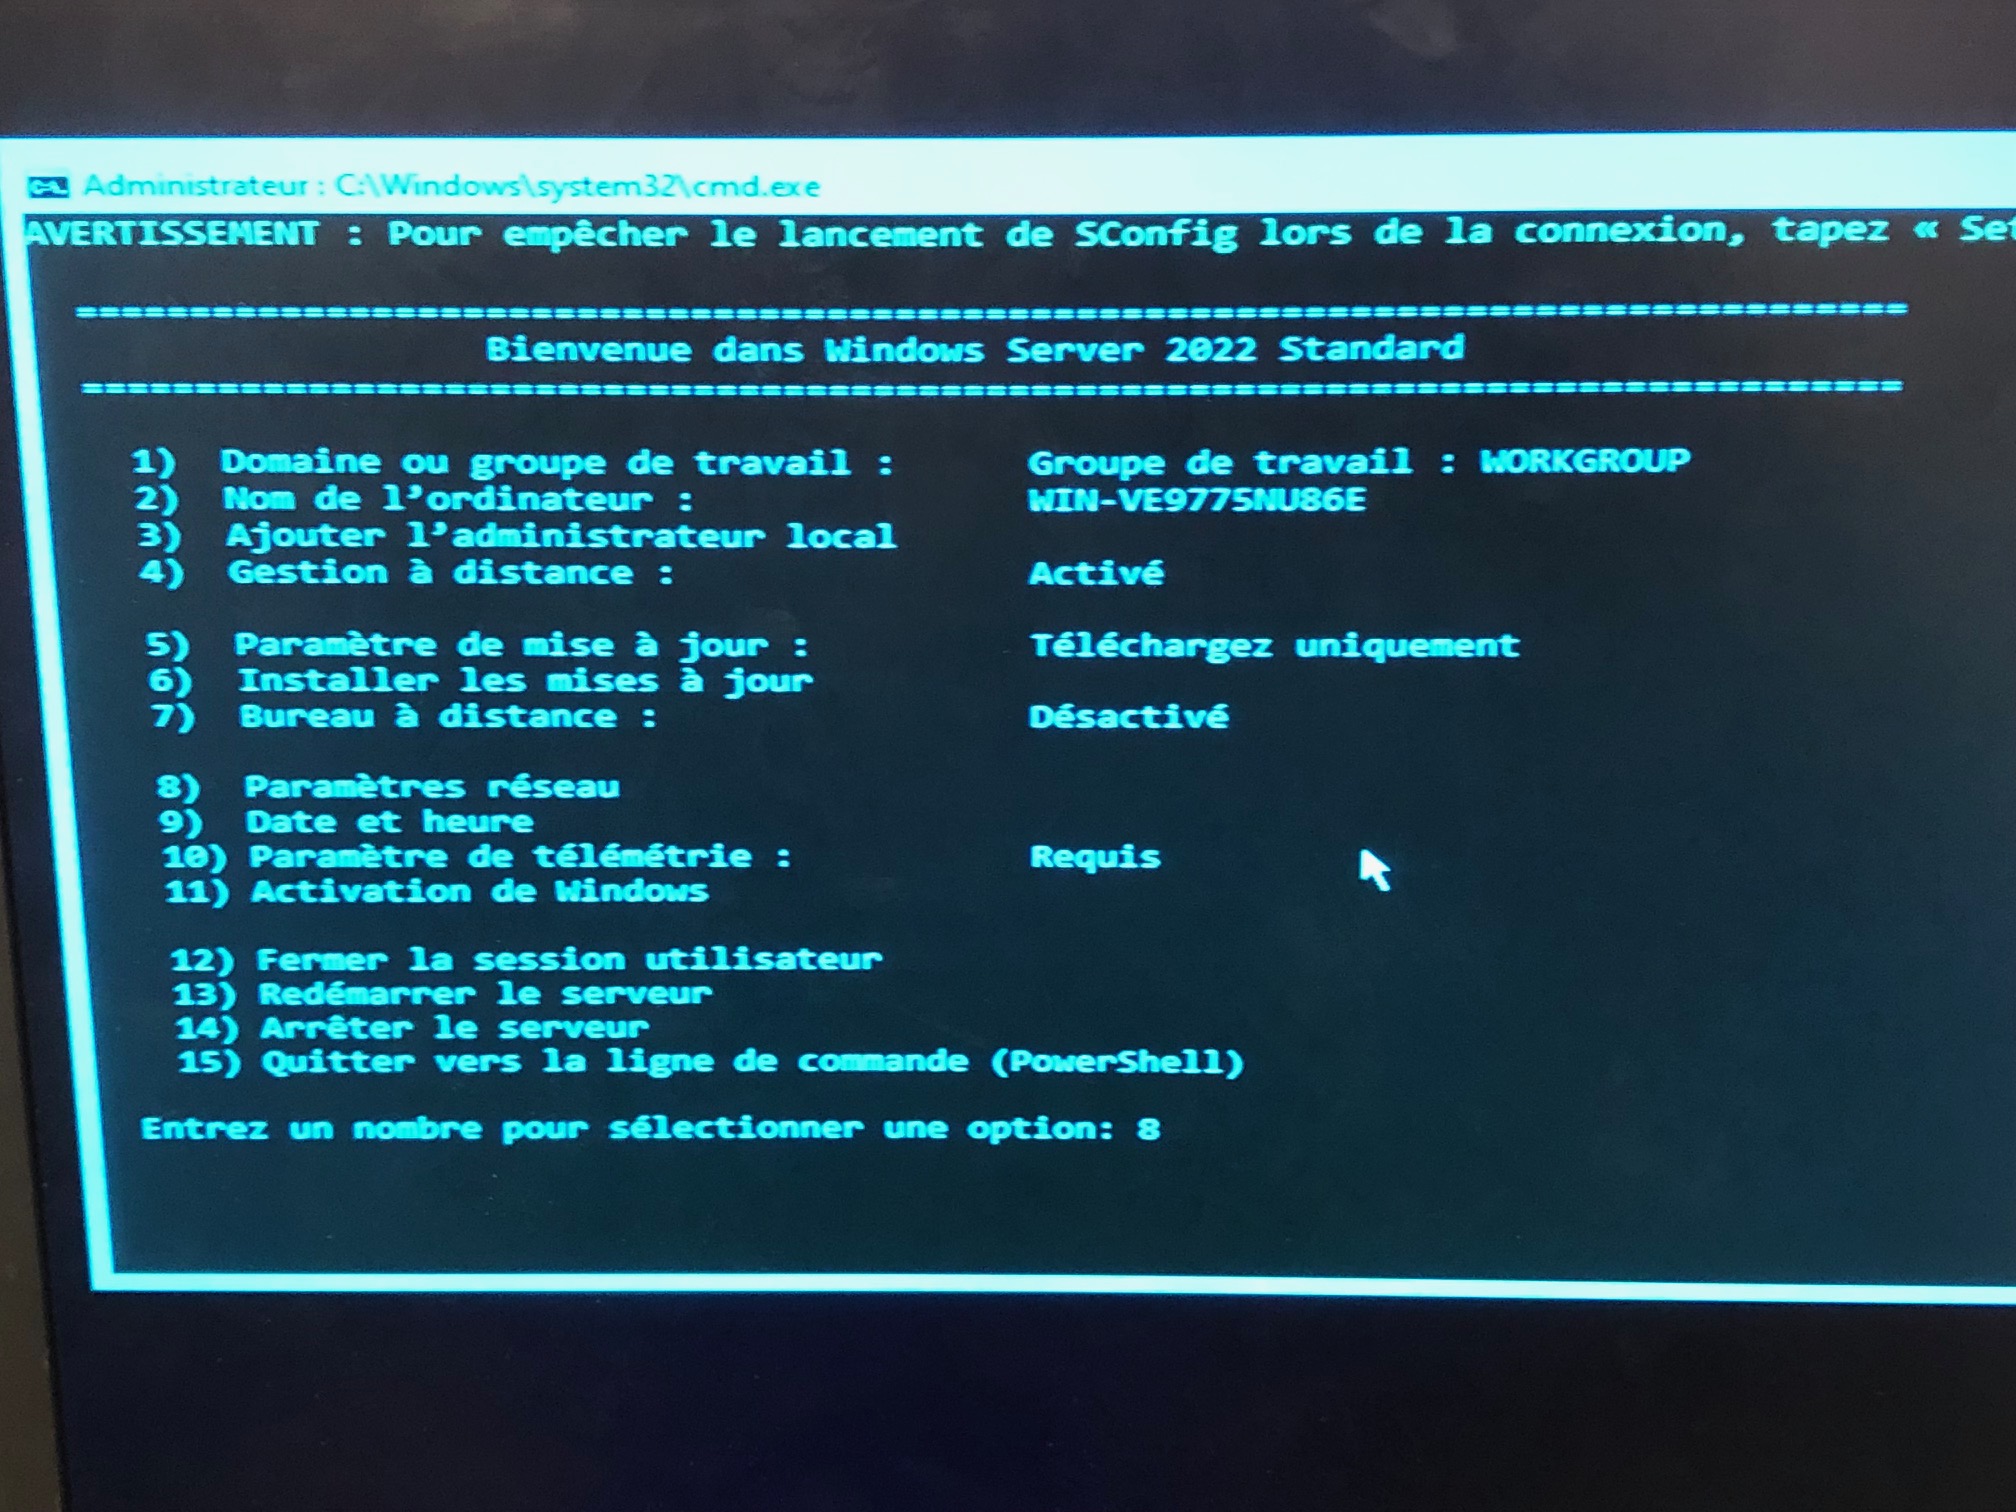 Administrateur : C:\Windows\system32\cmd.exe
AVERTISSEMENT : Pour empêcher le lancement de SConfig lors de la connexion, tapez « Set
================================================================================
Bienvenue dans Windows Server 2022 Standard
================================================================================
1) Domaine ou groupe de travail : Groupe de travail : WORKGROUP
2) Nom de l’ordinateur : WIN-VE9775NU86E
3) Ajouter l’administrateur local
4) Gestion à distance : Activé
5) Paramètre de mise à jour : Téléchargez uniquement
6) Installer les mises à jour
7) Bureau à distance : Désactivé
8) Paramètres réseau
9) Date et heure
10) Paramètre de télémétrie : Requis
11) Activation de Windows
12) Fermer la session utilisateur
13) Redémarrer le serveur
14) Arrêter le serveur
15) Quitter vers la ligne de commande (PowerShell)
Entrez un nombre pour sélectionner une option: 8